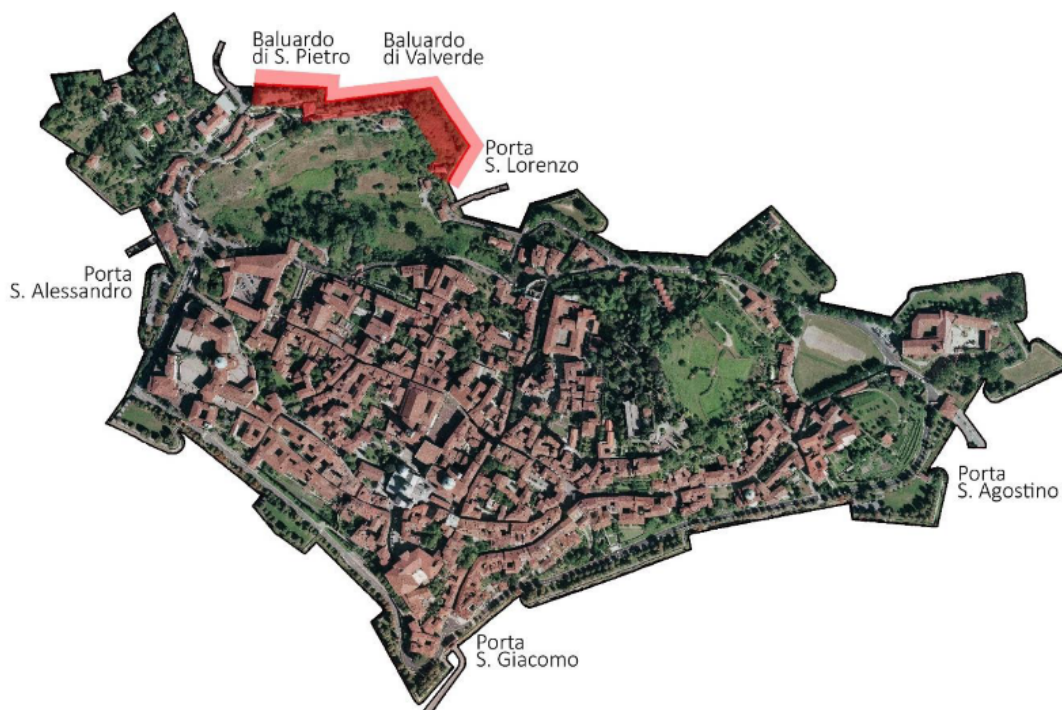 Baluardo
di S. Pietro
Baluardo
di Valverde
Porta
S. Lorenzo
Porta
S. Alessandro
Porta
S. Agostino
Porta
S. Giacomo